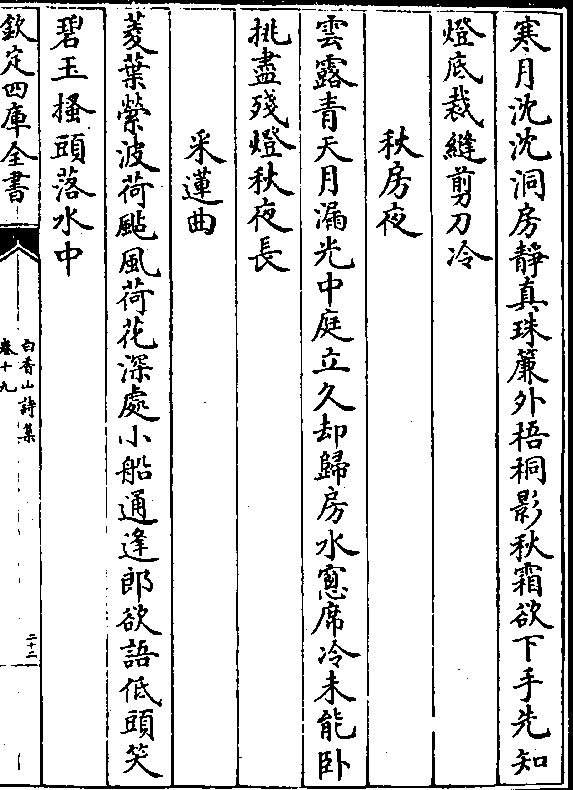 寒月沈沈洞房静真珠簾外梧桐影秋霜欲下手先知
燈底裁縫剪刀冷
秋房夜
雲露青天月漏光中庭立久却歸房水窓席冷未能卧
挑盡殘燈秋夜長
采蓮曲
菱葉縈波荷颭風荷花深處小船通逢郎欲語低頭笑
碧玉搔頭落水中
欽定四庫全書
白香山詩集
卷十九
二十二